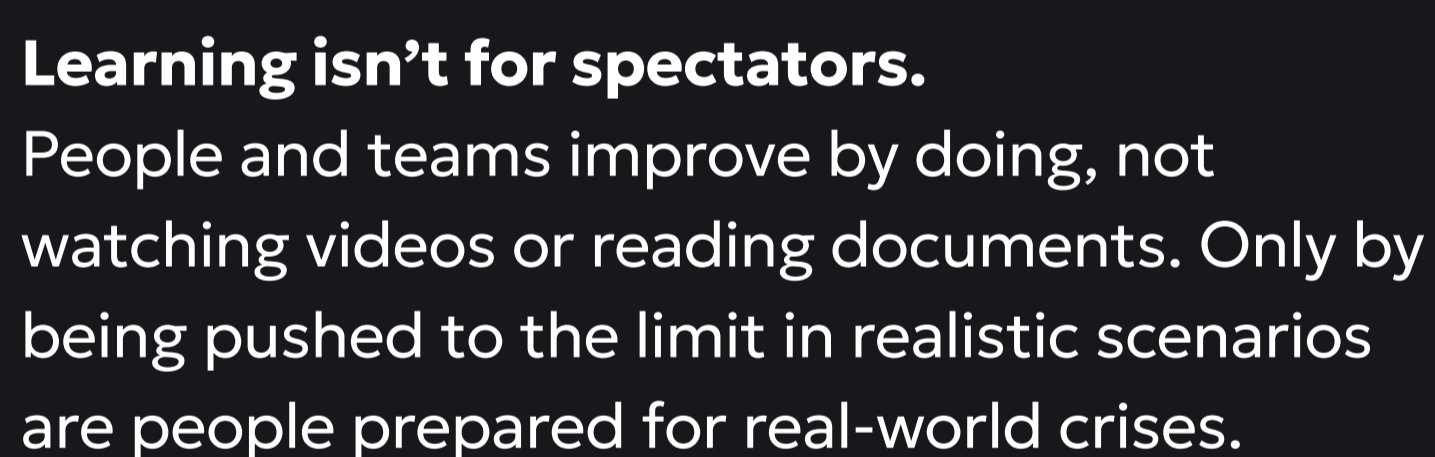 Learning isn’t for spectators.
People and teams improve by doing, not
watching videos or reading documents. Only by
being pushed to the limit in realistic scenarios
are people prepared for real-world crises.